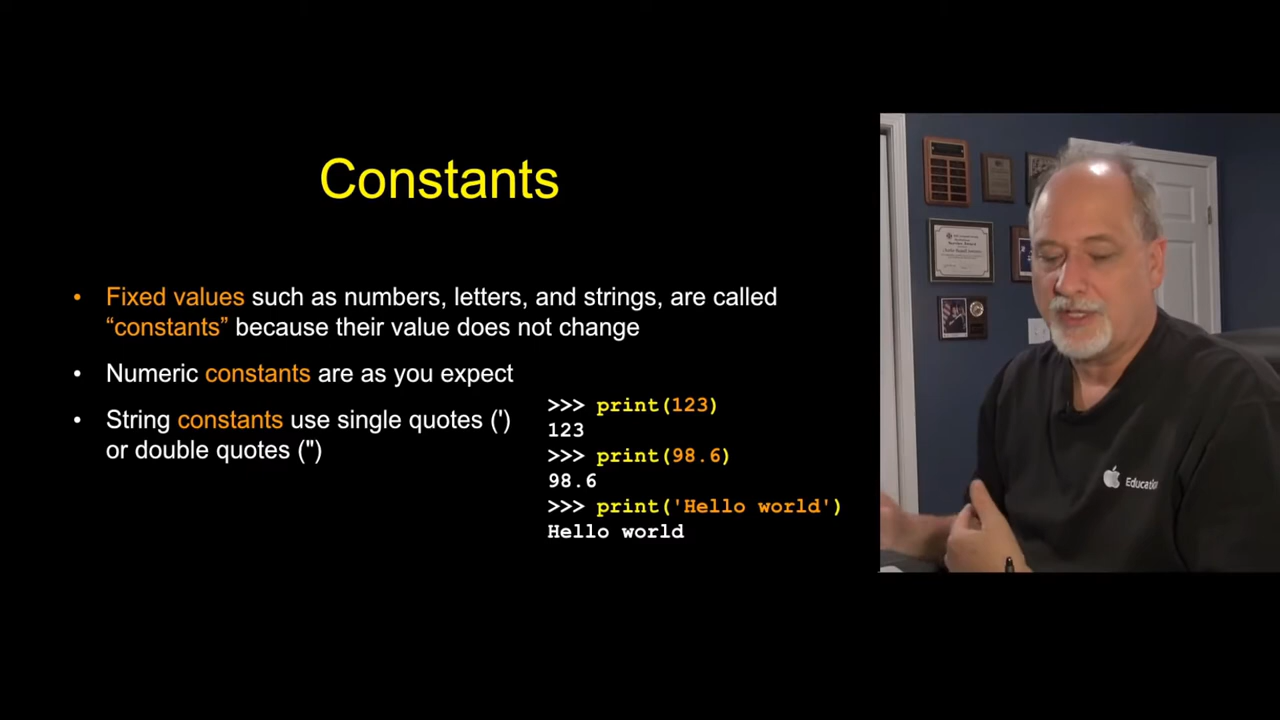 Constants
• Fixed values such as numbers, letters, and strings, are called
“constants” because their value does not change
• Numeric constants are as you expect
• String constants use single quotes (')
or double quotes (")
>>> print(123)
123
>>> print(98.6)
98.6
>>> print('Hello world')
Hello world
Education